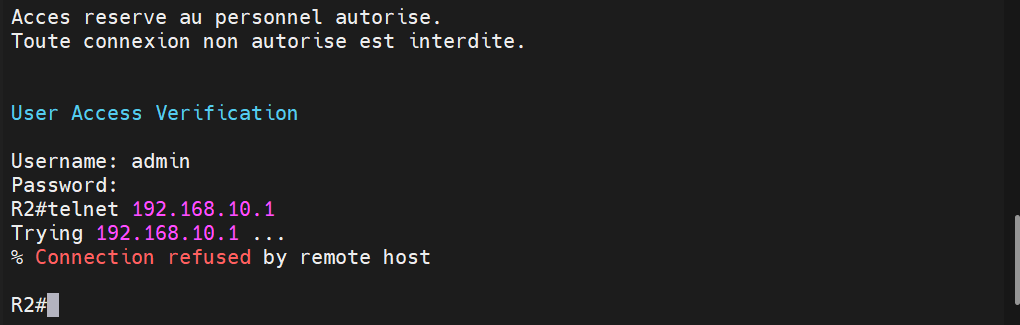 Acces reserve au personnel autorise.
Toute connexion non autorise est interdite.
User Access Verification
Username: admin
Password:
R2#telnet 192.168.10.1
Trying 192.168.10.1 ...
% Connection refused by remote host
R2#